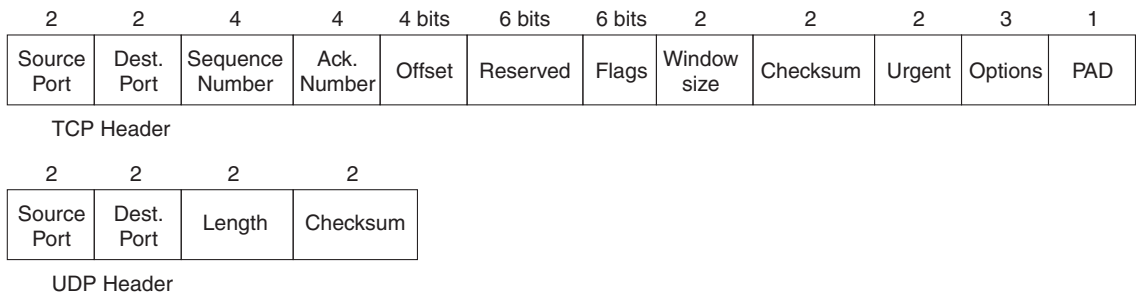 2 2 4 4 4 bits 6 bits 6 bits 2 2 2 3 1
Source Port Dest. Port Sequence Number Ack. Number Offset Reserved Flags Window size Checksum Urgent Options PAD
TCP Header
2 2 2 2
Source Port Dest. Port Length Checksum
UDP Header